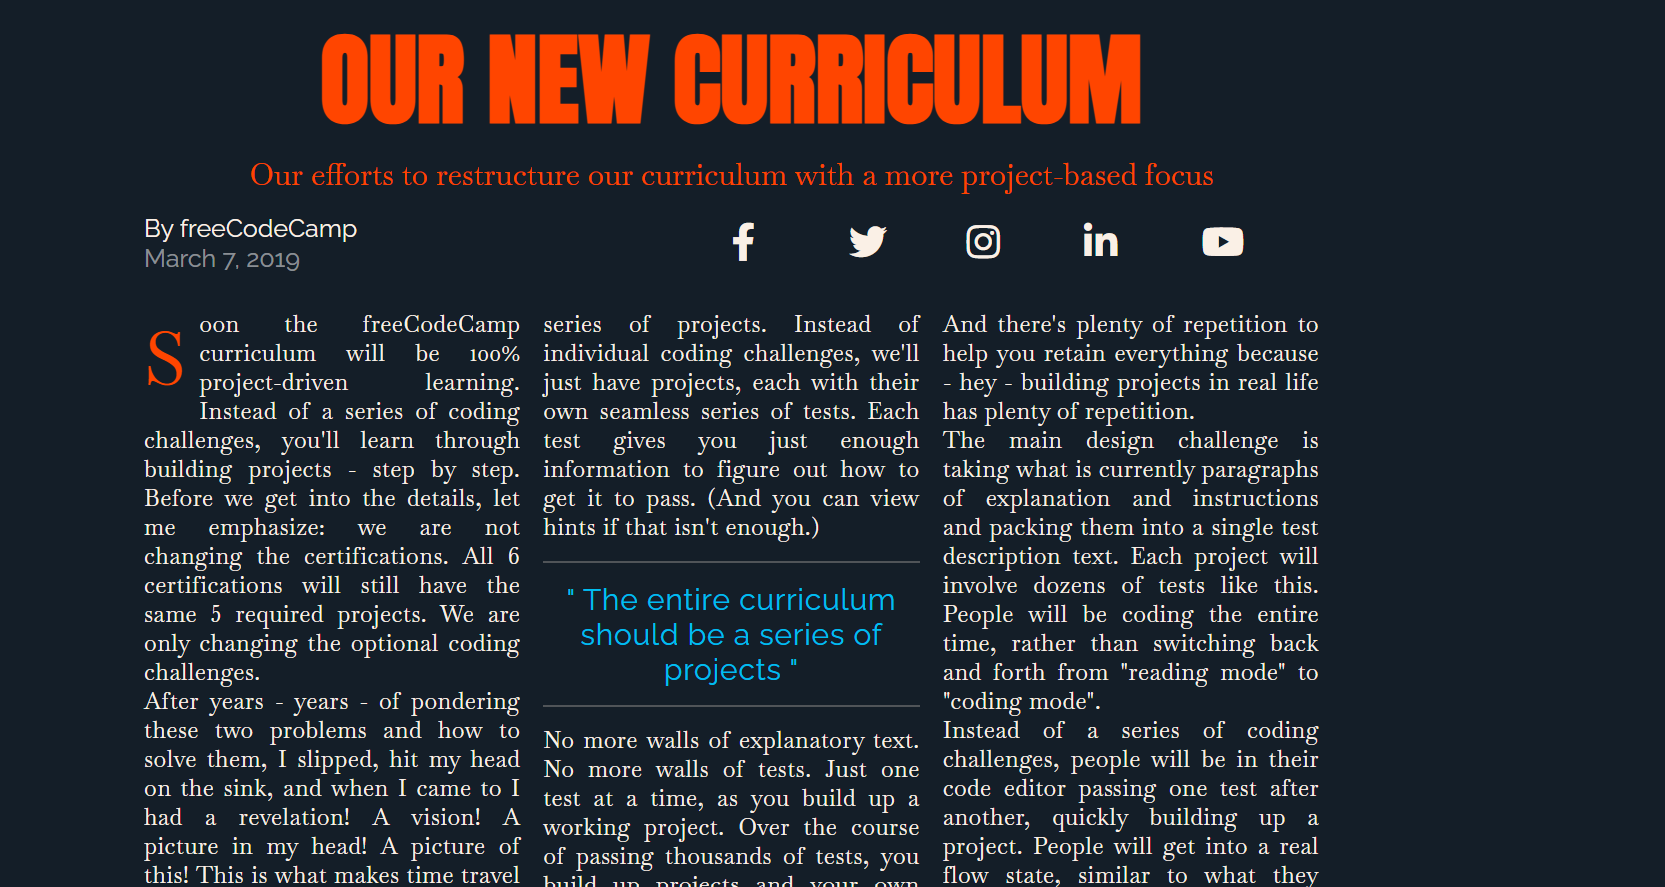 OUR NEW CURRICULUM
Our efforts to restructure our curriculum with a more project-based focus
By freeCodeCamp
March 7, 2019
Soon the freeCodeCamp
curriculum will be 100%
project-driven learning.
Instead of a series of coding
challenges, you'll learn through
building projects - step by step.
Before we get into the details, let
me emphasize: we are not
changing the certifications. All 6
certifications will still have the
same 5 required projects. We are
only changing the optional coding
challenges.
After years - years - of pondering
these two problems and how to
solve them, I slipped, hit my head
on the sink, and when I came to I
had a revelation! A vision! A
picture in my head! A picture of
this! This is what makes time travel
series of projects. Instead of
individual coding challenges, we'll
just have projects, each with their
own seamless series of tests. Each
test gives you just enough
information to figure out how to
get it to pass. (And you can view
hints if that isn't enough.)
" The entire curriculum
should be a series of
projects "
No more walls of explanatory text.
No more walls of tests. Just one
test at a time, as you build up a
working project. Over the course
of passing thousands of tests, you
build up projects and your own
And there's plenty of repetition to
help you retain everything because
- hey - building projects in real life
has plenty of repetition.
The main design challenge is
taking what is currently paragraphs
of explanation and instructions
and packing them into a single test
description text. Each project will
involve dozens of tests like this.
People will be coding the entire
time, rather than switching back
and forth from "reading mode" to
"coding mode".
Instead of a series of coding
challenges, people will be in their
code editor passing one test after
another, quickly building up a
project. People will get into a real
flow state, similar to what they